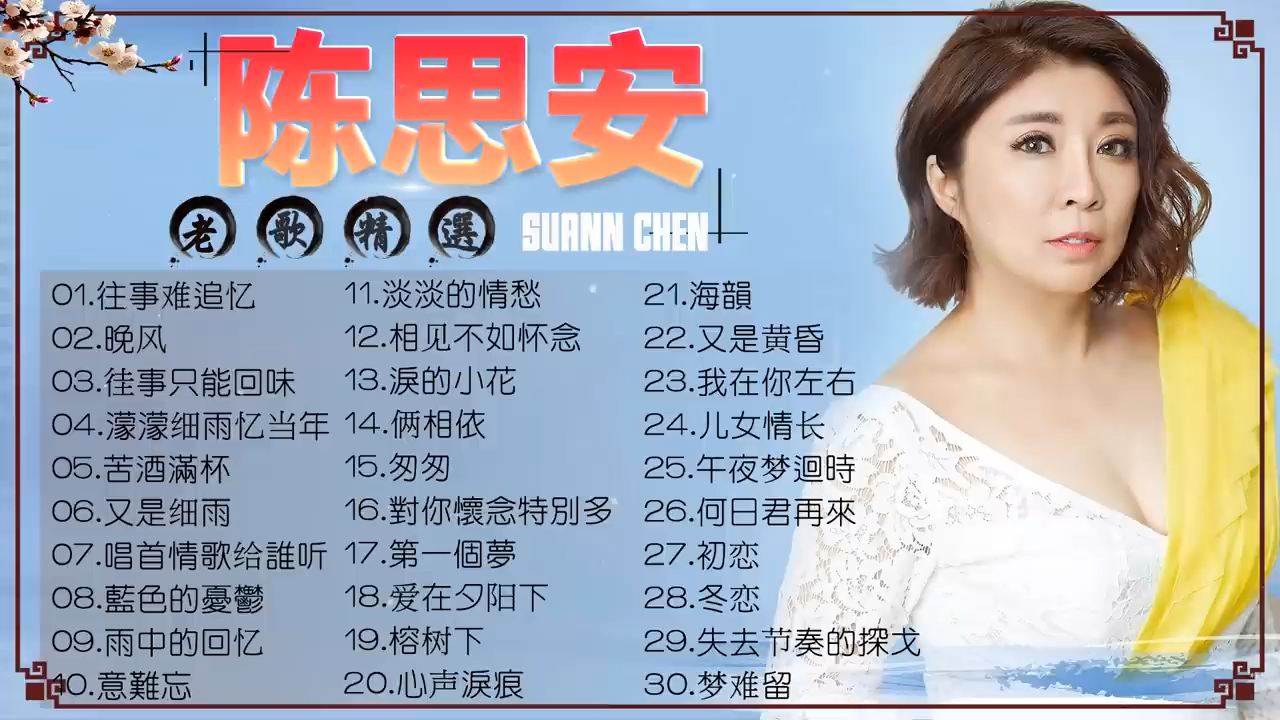 陈思安
老歌精選 SUANN CHEN
01.往事难追忆
02.晚风
03.往事只能回味
04.濛濛细雨忆当年
05.苦酒滿杯
06.又是细雨
07.唱首情歌给誰听
08.藍色的憂鬱
09.雨中的回忆
10.意難忘
11.淡淡的情愁
12.相见不如怀念
13.淚的小花
14.俩相依
15.匆匆
16.對你懷念特別多
17.第一個夢
18.爱在夕阳下
19.榕树下
20.心声淚痕
21.海韻
22.又是黄昏
23.我在你左右
24.儿女情长
25.午夜梦迴時
26.何日君再來
27.初恋
28.冬恋
29.失去节奏的探戈
30.梦难留